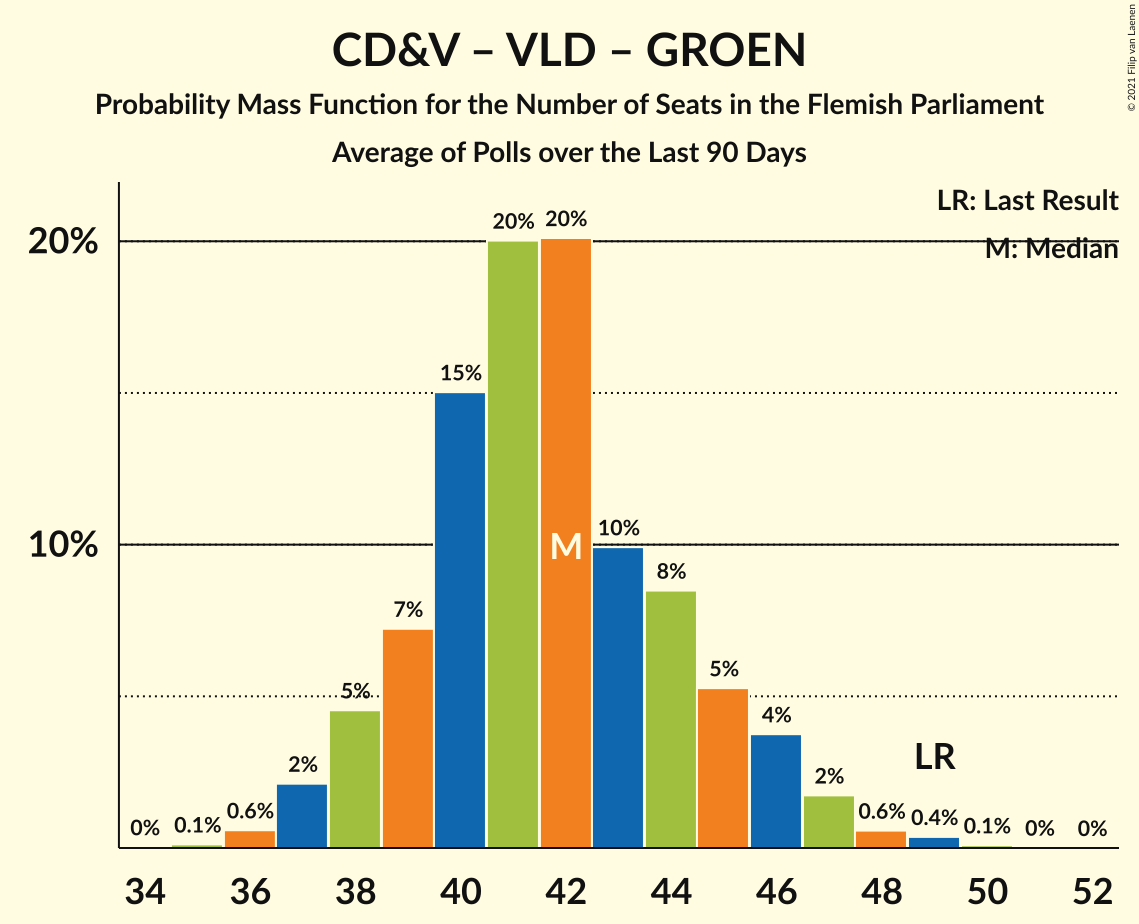 CD&V – VLD – GROEN
Probability Mass Function for the Number of Seats in the Flemish Parliament
Average of Polls over the Last 90 Days
© 2021 Filip van Laenen
LR: Last Result
M: Median
20%
10%
0%
0.1%
0.6%
2%
5%
7%
15%
20%
20%
10%
8%
5%
4%
2%
0.6%
0.4%
0.1%
0%
0%
M
LR
34 36 38 40 42 44 46 48 50 52